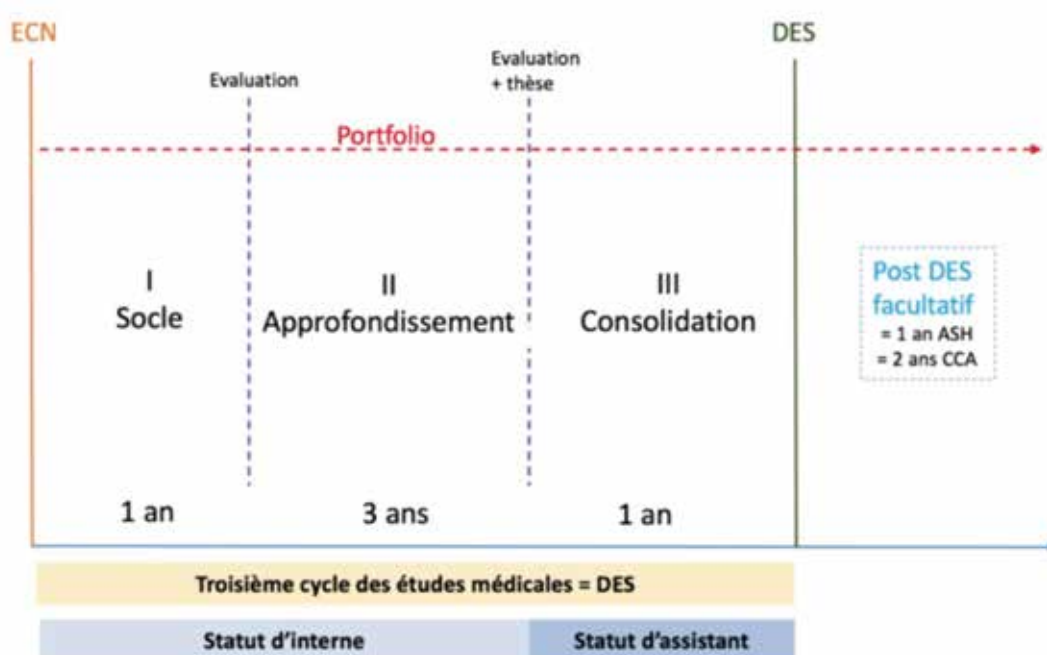 ECN
DES
Evaluation
Evaluation
+ thèse
Portfolio
I
Socle
II
Approfondissement
III
Consolidation
Post DES
facultatif
= 1 an ASH
= 2 ans CCA
1 an
3 ans
1 an
Troisième cycle des études médicales = DES
Statut d'interne
Statut d'assistant